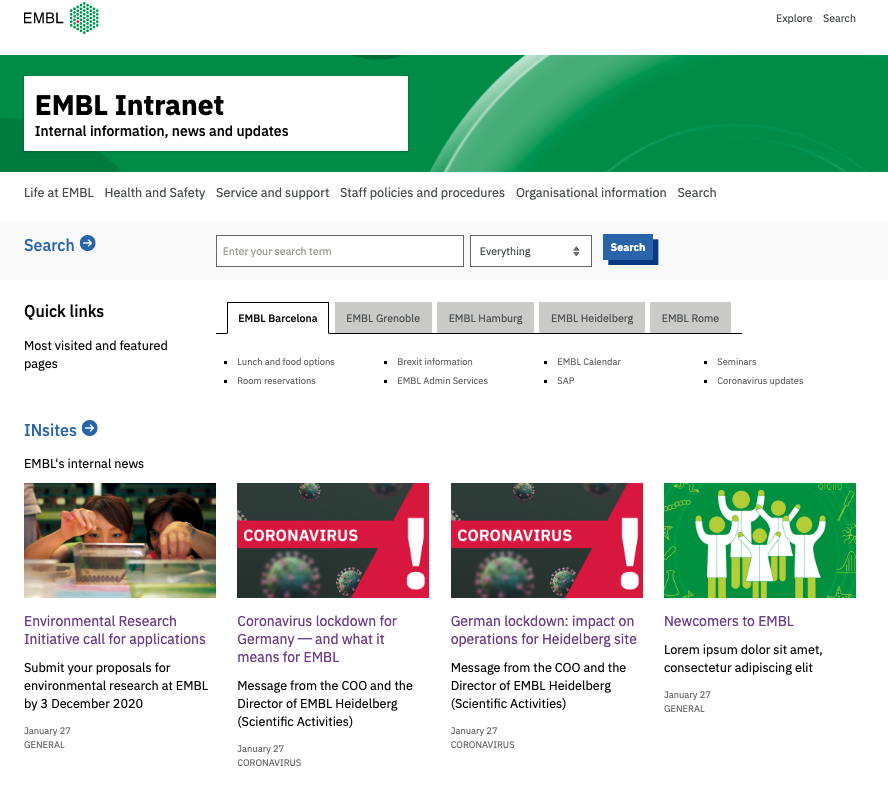 EMBL
Explore Search
EMBL Intranet
Internal information, news and updates
Life at EMBL Health and Safety Service and support Staff policies and procedures Organisational information Search
Search
Enter your search term
Everything
Search
Quick links
Most visited and featured
pages
EMBL Barcelona EMBL Grenoble EMBL Hamburg EMBL Heidelberg EMBL Rome
Lunch and food options Brexit information EMBL Calendar Seminars
Room reservations EMBL Admin Services SAP Coronavirus updates
INsites
EMBL's internal news
CORONAVIRUS !
CORONAVIRUS !
Environmental Research
Initiative call for applications
Submit your proposals for
environmental research at EMBL
by 3 December 2020
January 27
GENERAL
Coronavirus lockdown for
Germany — and what it
means for EMBL
Message from the COO and the
Director of EMBL Heidelberg
(Scientific Activities)
January 27
CORONAVIRUS
German lockdown: impact on
operations for Heidelberg site
Message from the COO and the
Director of EMBL Heidelberg
(Scientific Activities)
January 27
CORONAVIRUS
Newcomers to EMBL
Lorem ipsum dolor sit amet,
consectetur adipiscing elit
January 27
GENERAL